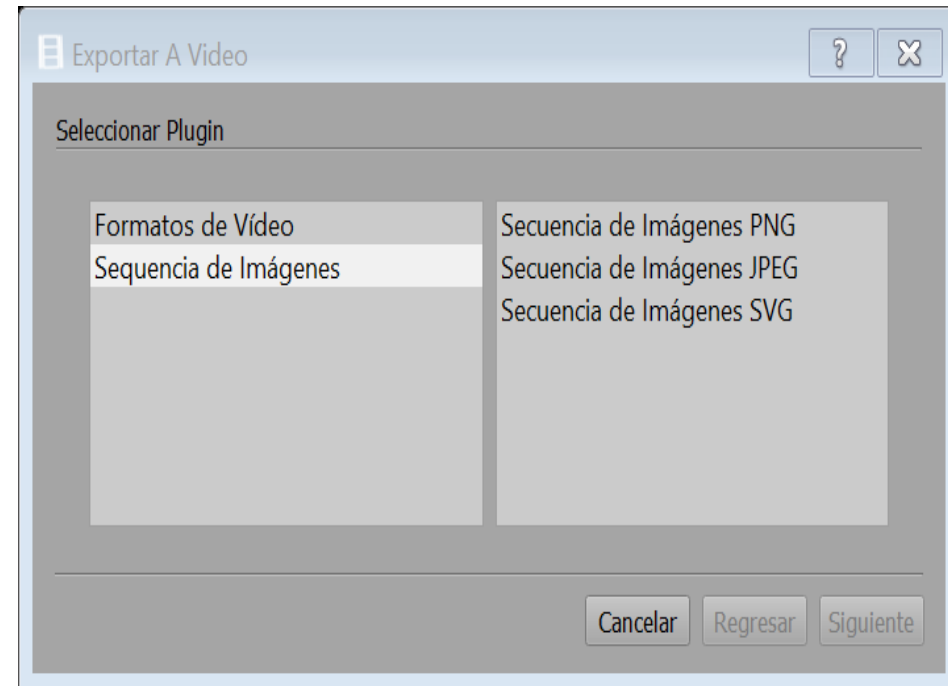 Exportar A Video
Seleccionar Plugin
Formatos de Vídeo
Sequencia de Imágenes
Secuencia de Imágenes PNG
Secuencia de Imágenes JPEG
Secuencia de Imágenes SVG
Cancelar
Regresar
Siguiente